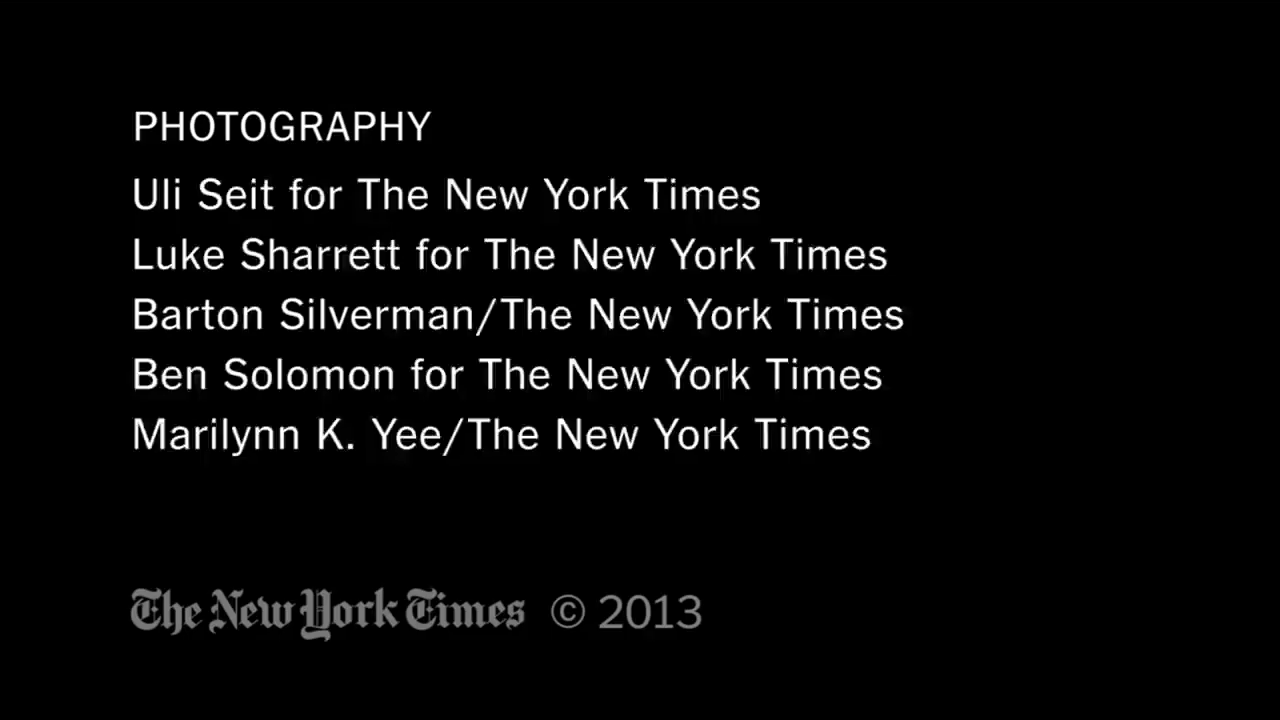 PHOTOGRAPHY
Uli Seit for The New York Times
Luke Sharrett for The New York Times
Barton Silverman/The New York Times
Ben Solomon for The New York Times
Marilynn K. Yee/The New York Times
The New York Times © 2013